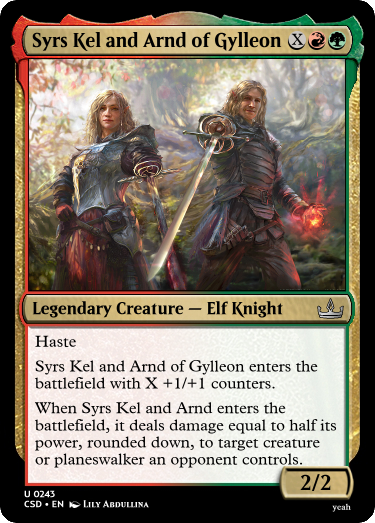 Syrs Kel and Arnd of Gylleon X
Legendary Creature — Elf Knight
Haste
Syrs Kel and Arnd of Gylleon enters the
battlefield with X +1/+1 counters.
When Syrs Kel and Arnd enters the
battlefield, it deals damage equal to half its
power, rounded down, to target creature
or planeswalker an opponent controls.
2/2
U 0243
CSD • EN Lily Abdullina
yeah